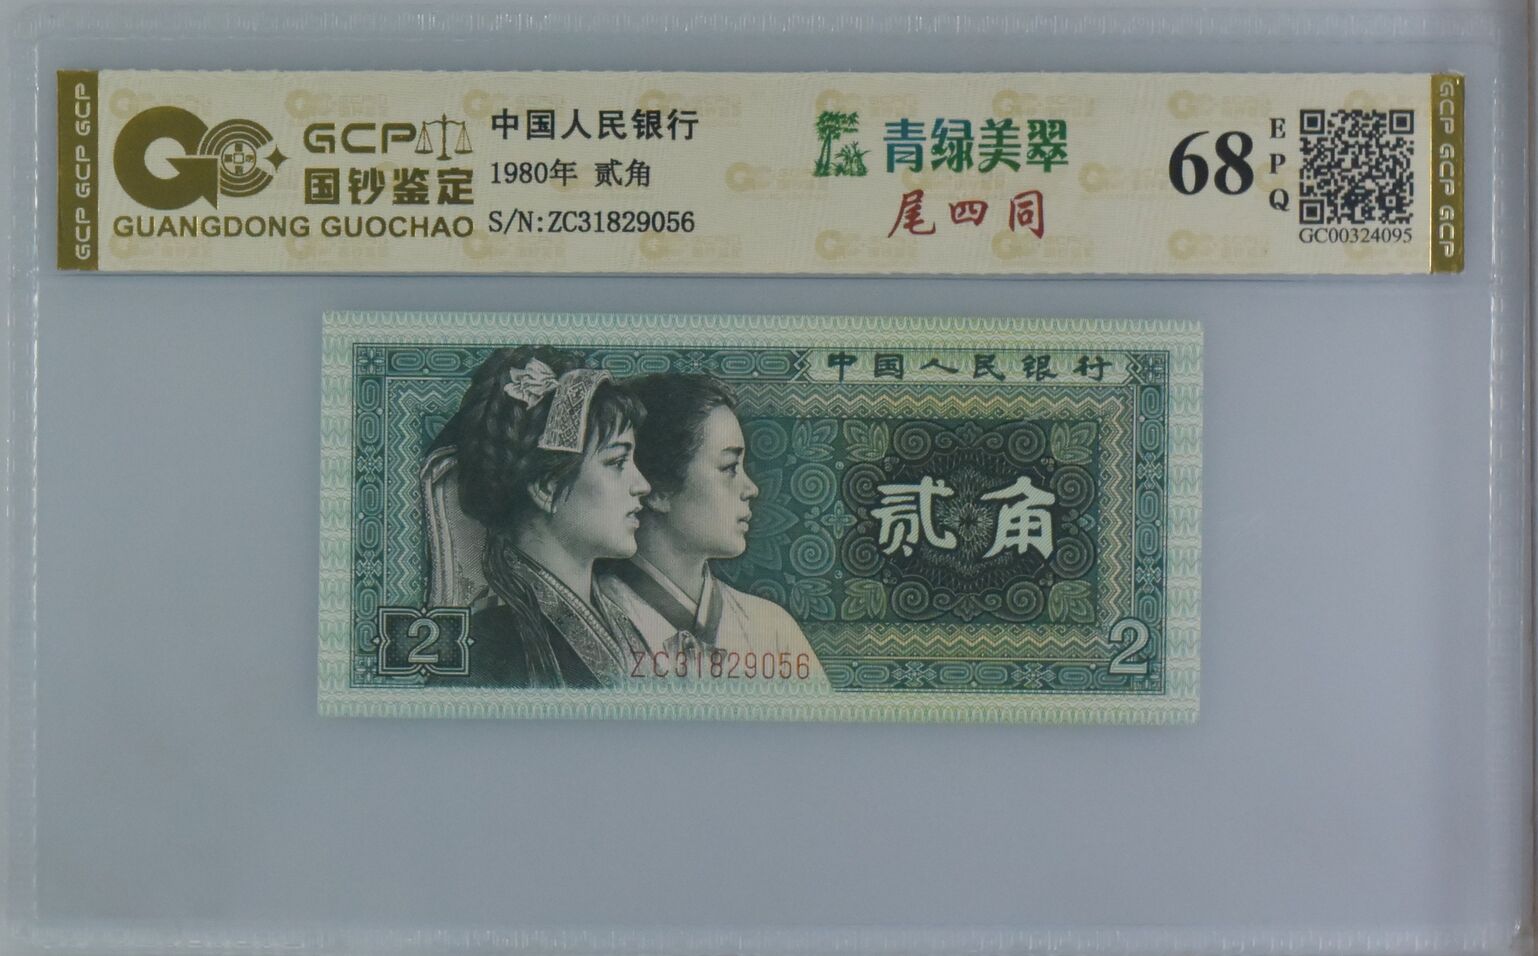 GCP GCP GCP
GCP
国钞鉴定
GUANGDONG GUOCHAO
中国人民银行
1980年 贰角
S/N:ZC31829056
青绿美翠
尾四同
68
EPQ
GC00324095
GCP GCP GCP
中国人民银行
贰角
2
2
ZC31829056